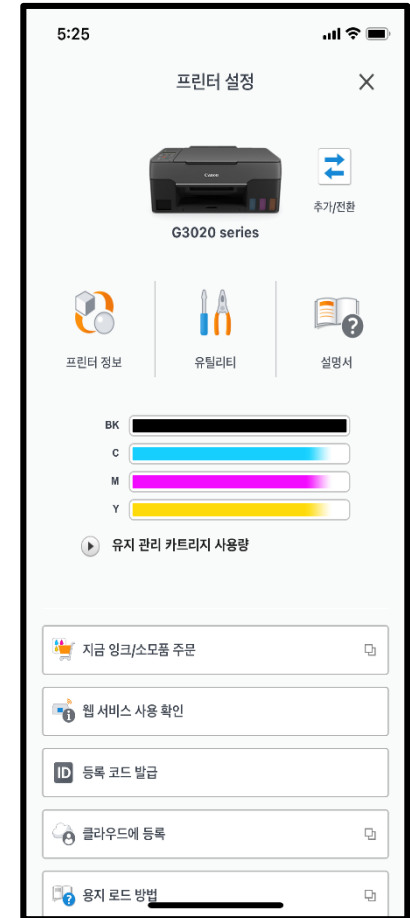 5:25
프린터 설정
Canon
추가/전환
G3020 series
프린터 정보
유틸리티
설명서
BK
C
M
Y
유지 관리 카트리지 사용량
지금 잉크/소모품 주문
웹 서비스 사용 확인
ID 등록 코드 발급
클라우드에 등록
용지 로드 방법